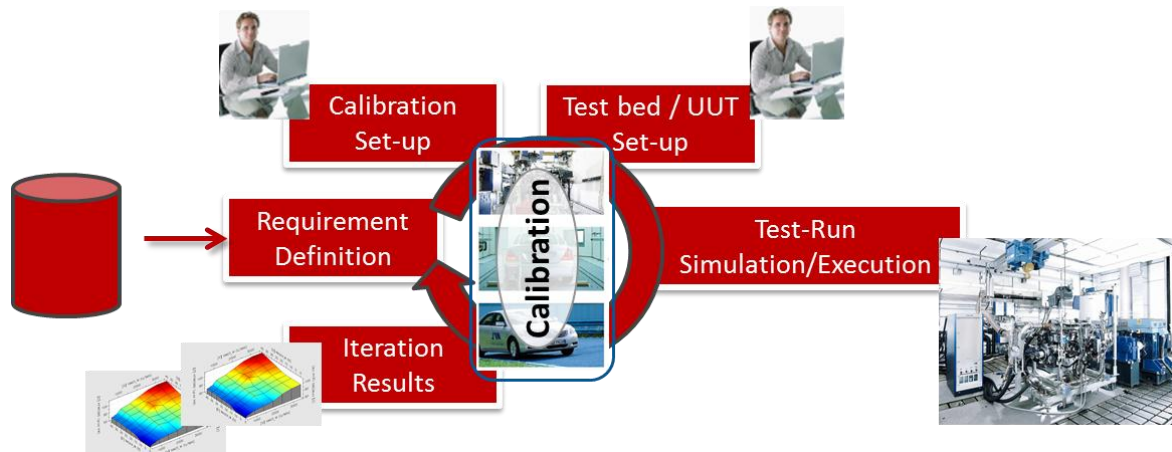 Calibration
Set-up
Test bed / UUT
Set-up
Requirement
Definition
Calibration
Test-Run
Simulation/Execution
Iteration
Results